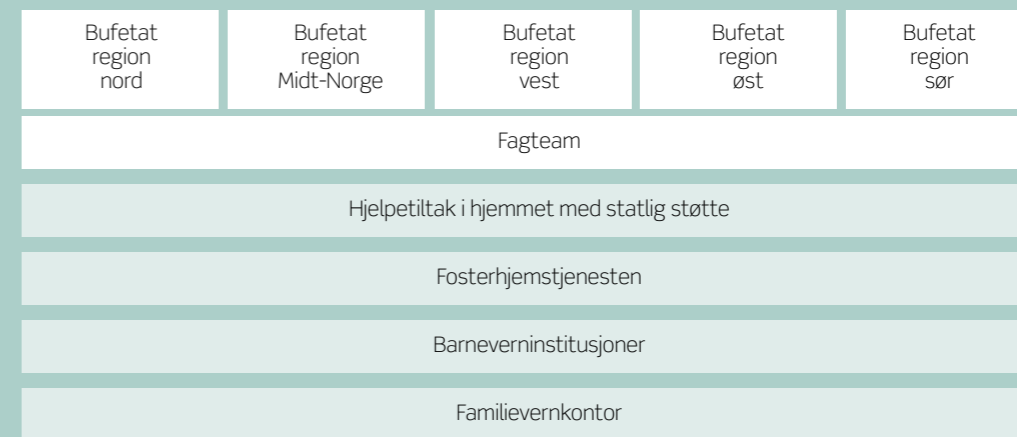 Bufetat
region
nord
Bufetat
region
Midt-Norge
Bufetat
region
vest
Bufetat
region
øst
Bufetat
region
sør
Fagteam
Hjelpetiltak i hjemmet med statlig støtte
Fosterhjemstjenesten
Barneverninstitusjoner
Familievernkontor